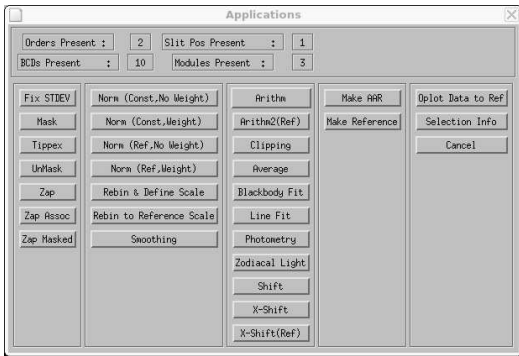 Applications
Orders Present : 2 Slit Pos Present : 1
BCDs Present : 10 Modules Present : 3
Fix STDEV
Mask
Tippex
UnMask
Zap
Zap Assoc
Zap Masked
Norm (Const,No Weight)
Norm (Const,Weight)
Norm (Ref,No Weight)
Norm (Ref,Weight)
Rebin & Define Scale
Rebin to Reference Scale
Smoothing
Arithm
Arithm2(Ref)
Clipping
Average
Blackbody Fit
Line Fit
Photometry
Zodiacal Light
Shift
X-Shift
X-Shift(Ref)
Make AAR
Make Reference
Oplot Data to Ref
Selection Info
Cancel